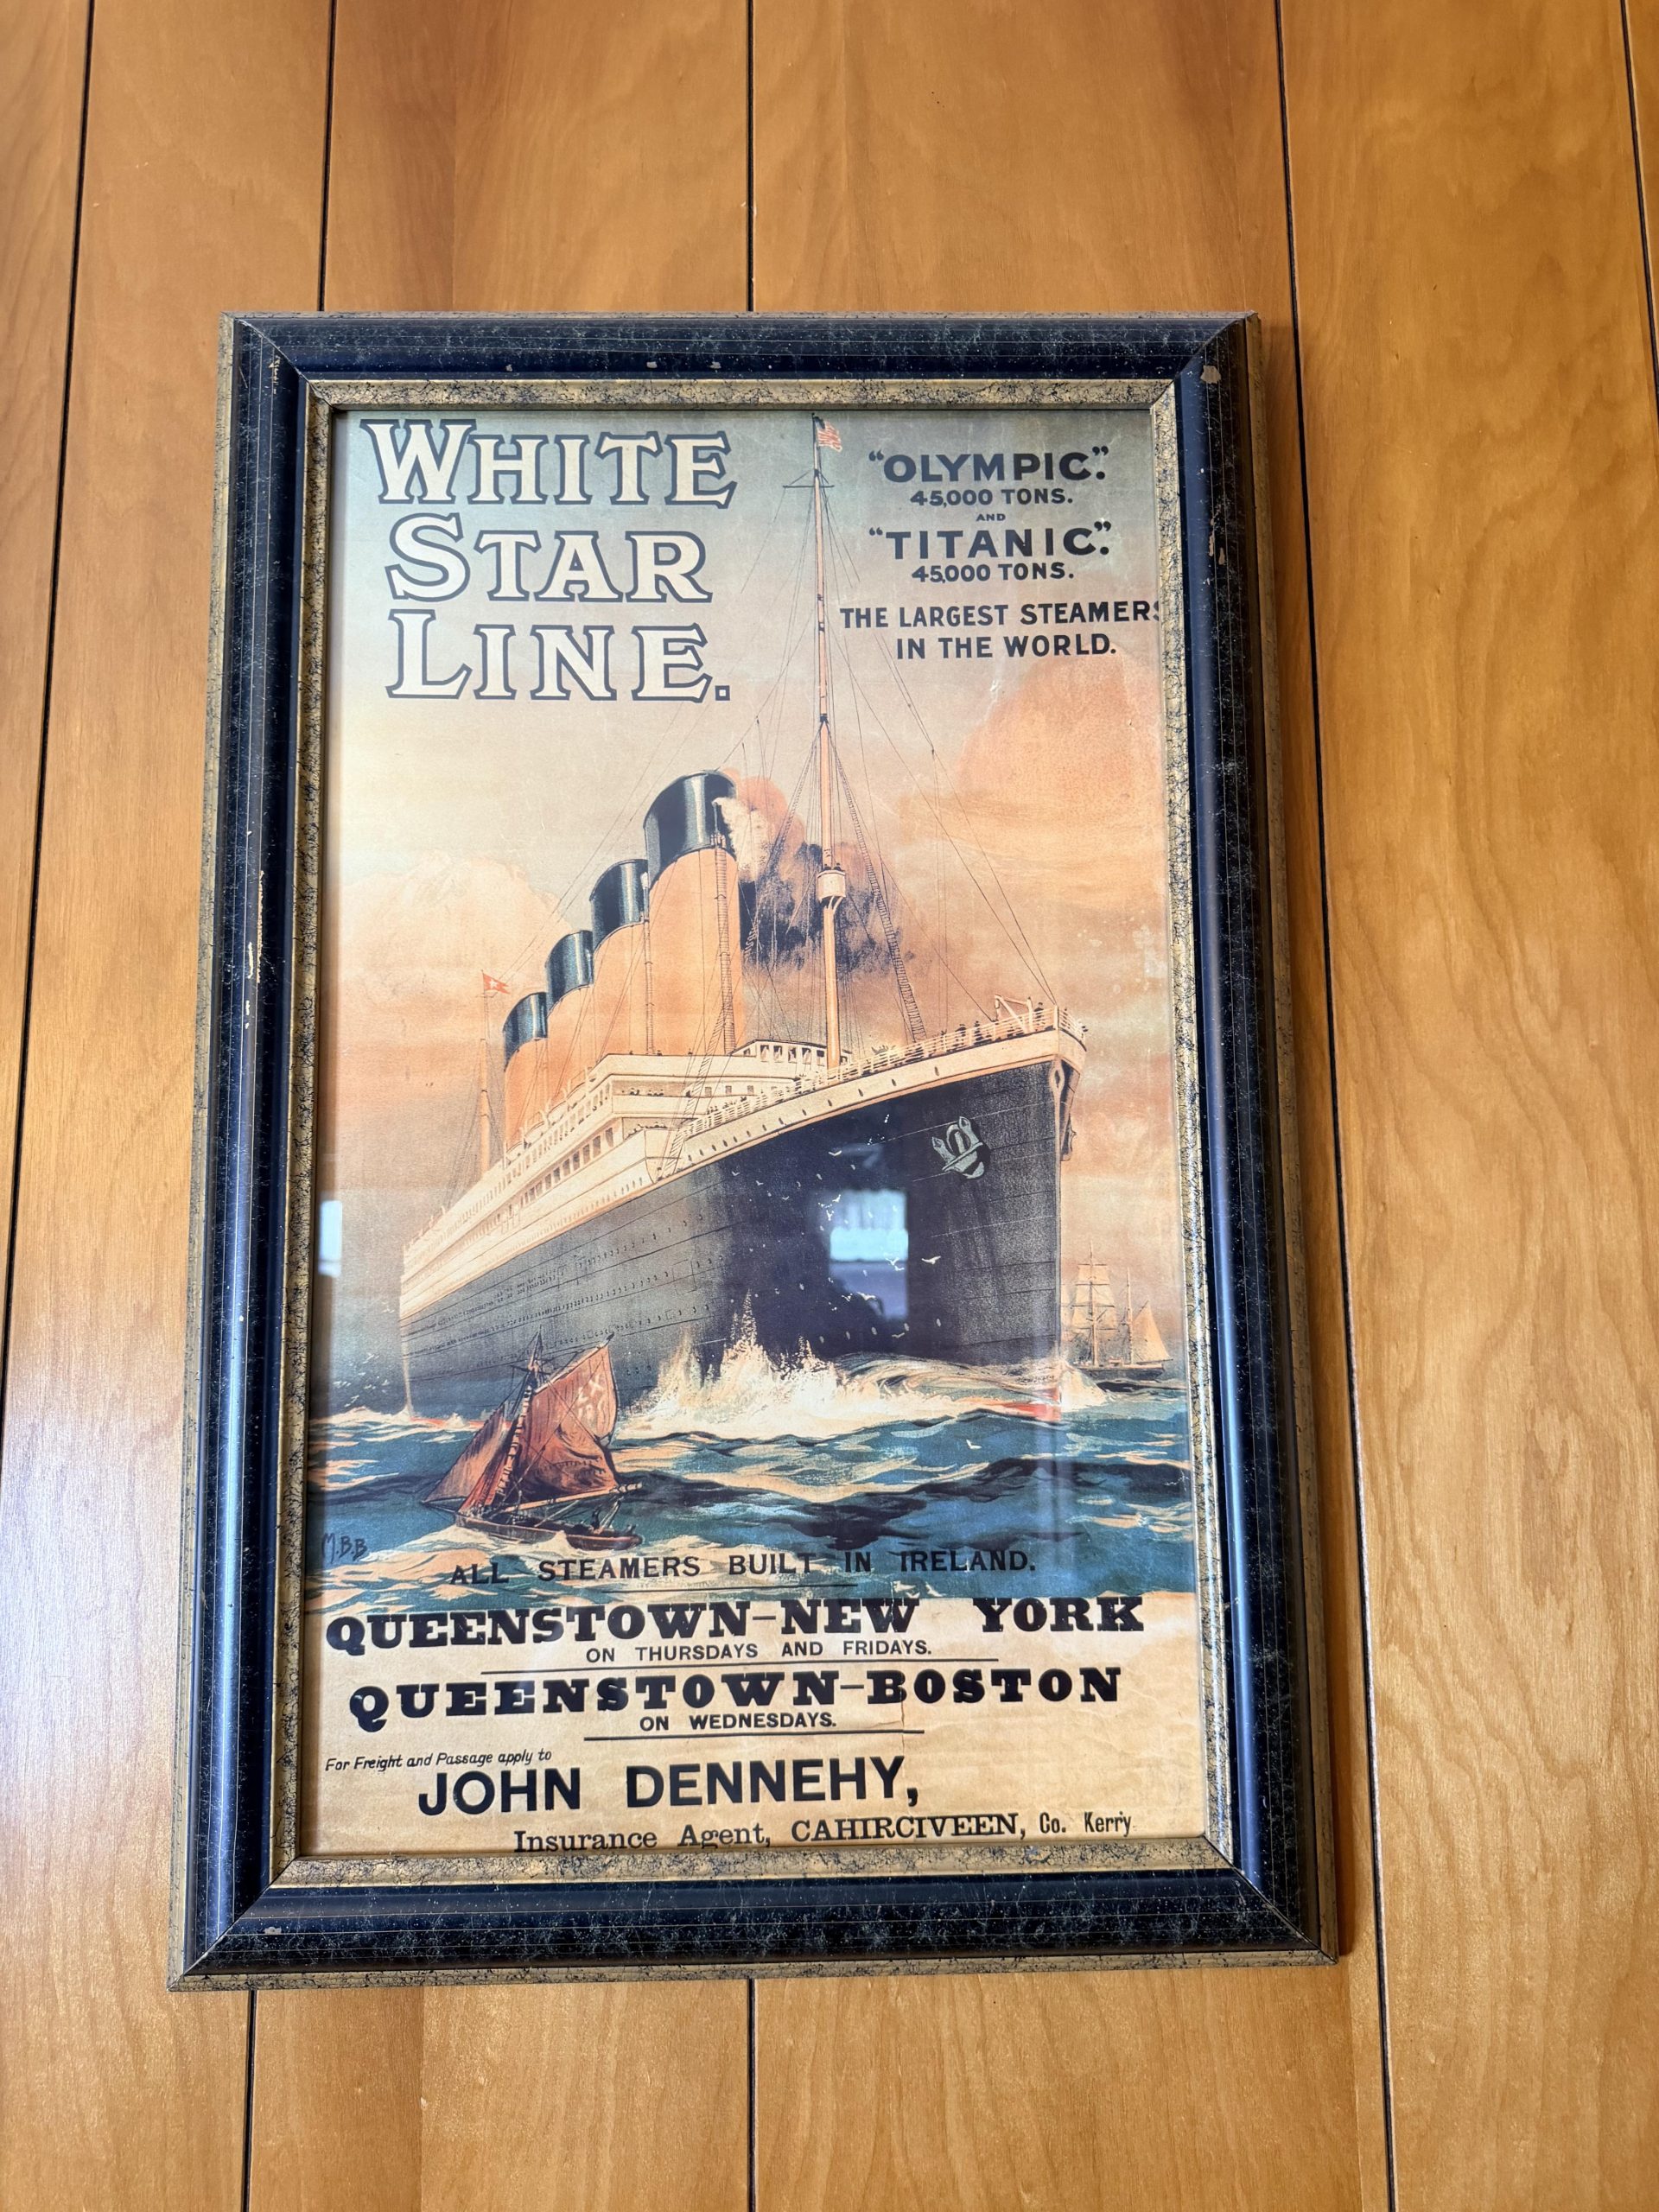 WHITE
STAR
LINE.
"OLYMPIC".
45,000 TONS.
AND
"TITANIC".
45,000 TONS.
THE LARGEST STEAMERS
IN THE WORLD.
M.B.B
ALL STEAMERS BUILT IN IRELAND.
QUEENSTOWN-NEW YORK
ON THURSDAYS AND FRIDAYS.
QUEENSTOWN-BOSTON
ON WEDNESDAYS.
For Freight and Passage apply to
JOHN DENNEHY,
Insurance Agent, CAHIRCIVEEN, Co. Kerry